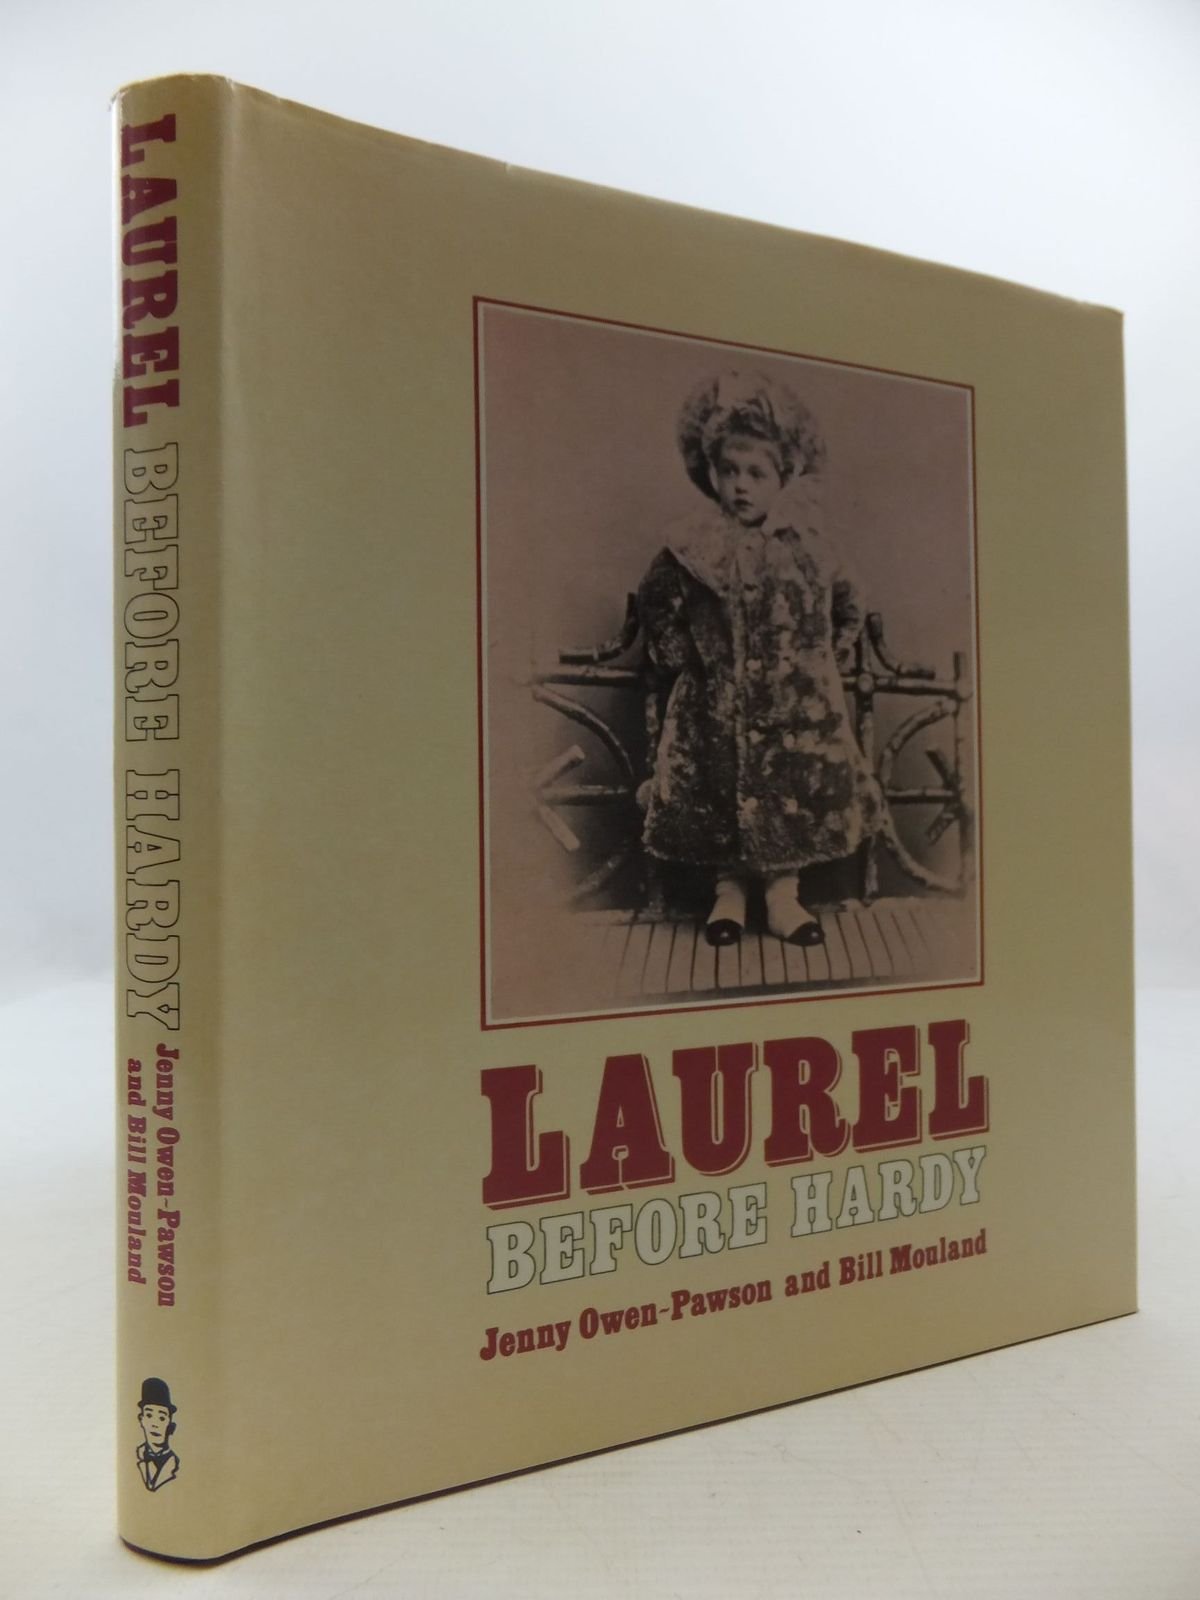 LAUREL BEFORE HARDY
Jenny Owen~Pawson
and Bill Mouland
LAUREL
BEFORE HARDY
Jenny Owen~Pawson and Bill Mouland